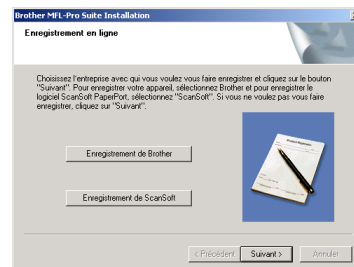 Brother MFL-Pro Suite Installation
Enregistrement en ligne
Choisissez l'entreprise avec qui vous voulez vous faire enregistrer et cliquez sur le bouton
"Suivant". Pour enregistrer votre appareil, sélectionnez Brother et pour enregistrer le
logiciel ScanSoft PaperPort, sélectionnez "ScanSoft". Si vous ne voulez pas vous faire
enregistrer, cliquez sur "Suivant".
Enregistrement de Brother
Enregistrement de ScanSoft
< Précédent
Suivant >
Annuler